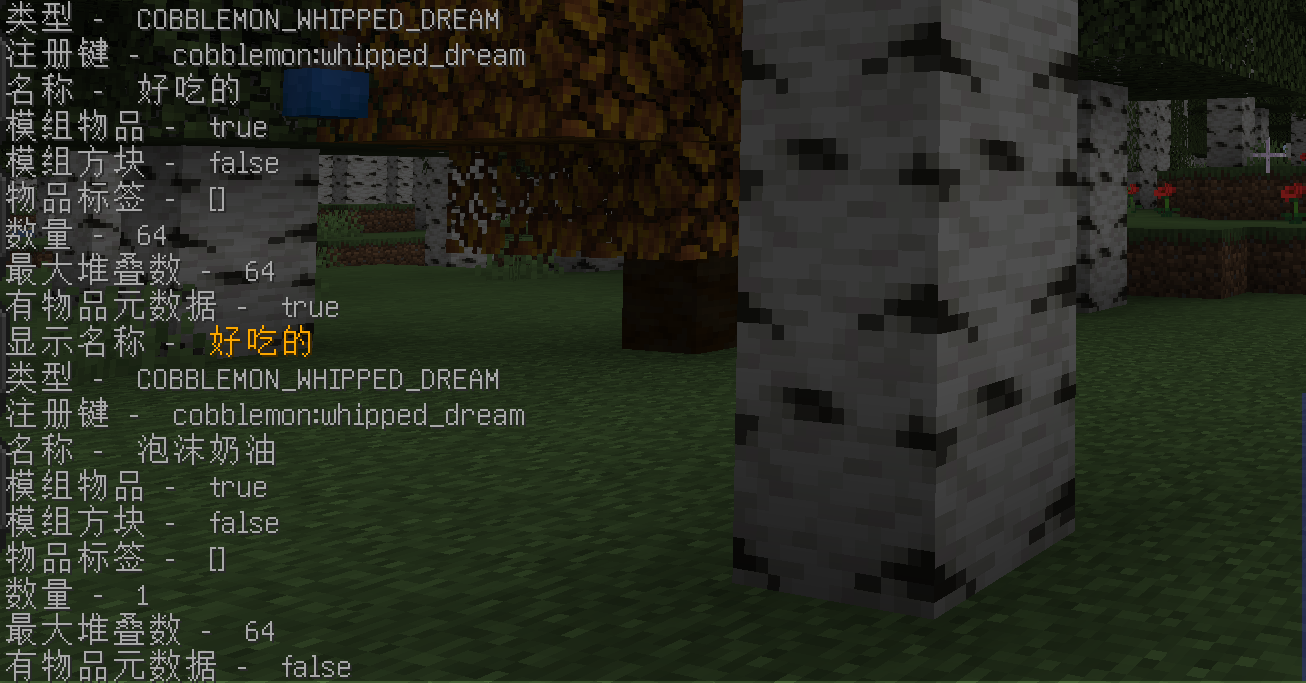 类型 - COBBLEMON_WHIPPED_DREAM
注册键 - cobblemon:whipped_dream
名称 - 好吃的
模组物品 - true
模组方块 - false
物品标签 - []
数量 - 64
最大堆叠数 - 64
有物品元数据 - true
显示名称 - 好吃的
类型 - COBBLEMON_WHIPPED_DREAM
注册键 - cobblemon:whipped_dream
名称 - 泡沫奶油
模组物品 - true
模组方块 - false
物品标签 - []
数量 - 1
最大堆叠数 - 64
有物品元数据 - false